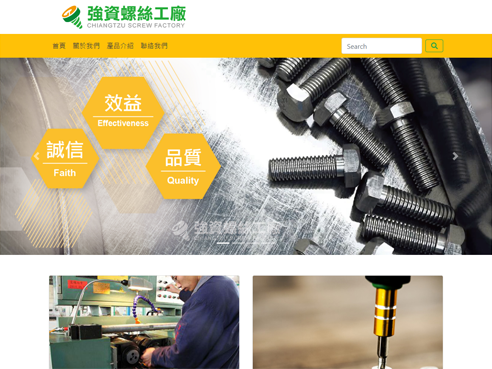 強資螺絲工廠
CHIANGTZU SCREW FACTORY
首頁 關於我們 產品介紹 聯絡我們
Search
效益
Effectiveness
誠信
Faith
品質
Quality
強資螺絲工廠